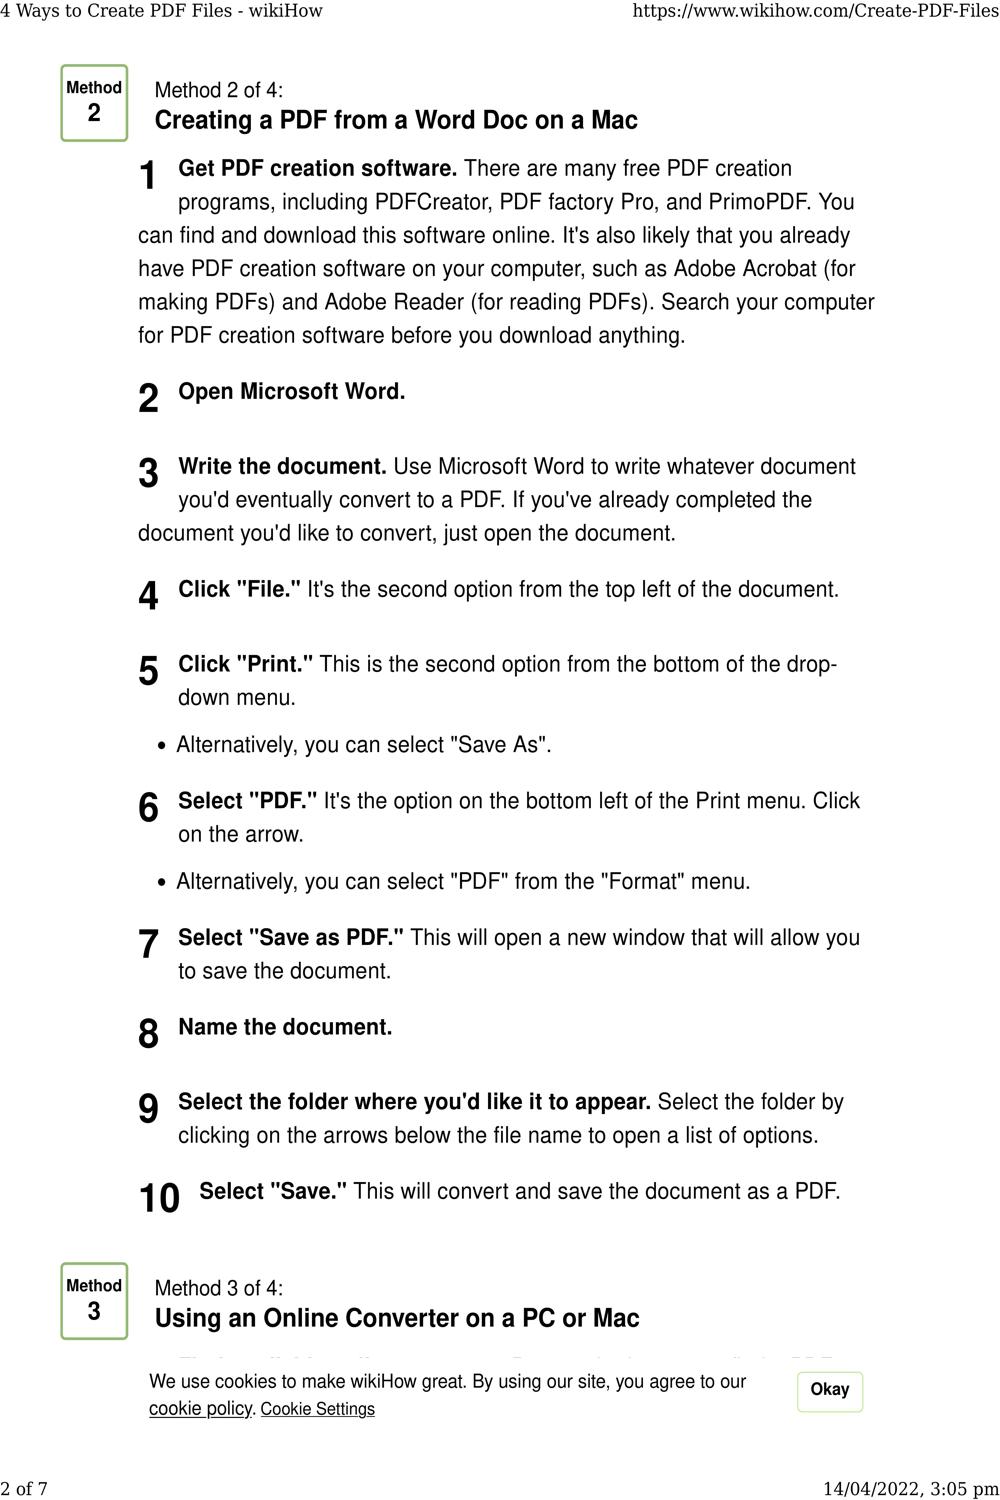 4 Ways to Create PDF Files - wikiHow
https://www.wikihow.com/Create-PDF-Files
Method
2
Method 2 of 4:
Creating a PDF from a Word Doc on a Mac
1 Get PDF creation software. There are many free PDF creation
programs, including PDFCreator, PDF factory Pro, and PrimoPDF. You
can find and download this software online. It's also likely that you already
have PDF creation software on your computer, such as Adobe Acrobat (for
making PDFs) and Adobe Reader (for reading PDFs). Search your computer
for PDF creation software before you download anything.
2 Open Microsoft Word.
3 Write the document. Use Microsoft Word to write whatever document
you'd eventually convert to a PDF. If you've already completed the
document you'd like to convert, just open the document.
4 Click "File." It's the second option from the top left of the document.
5 Click "Print." This is the second option from the bottom of the drop-
down menu.
• Alternatively, you can select "Save As".
6 Select "PDF." It's the option on the bottom left of the Print menu. Click
on the arrow.
• Alternatively, you can select "PDF" from the "Format" menu.
7 Select "Save as PDF." This will open a new window that will allow you
to save the document.
8 Name the document.
9 Select the folder where you'd like it to appear. Select the folder by
clicking on the arrows below the file name to open a list of options.
10 Select "Save." This will convert and save the document as a PDF.
Method
3
Method 3 of 4:
Using an Online Converter on a PC or Mac
We use cookies to make wikiHow great. By using our site, you agree to our
cookie policy. Cookie Settings
Okay
2 of 7
14/04/2022, 3:05 pm